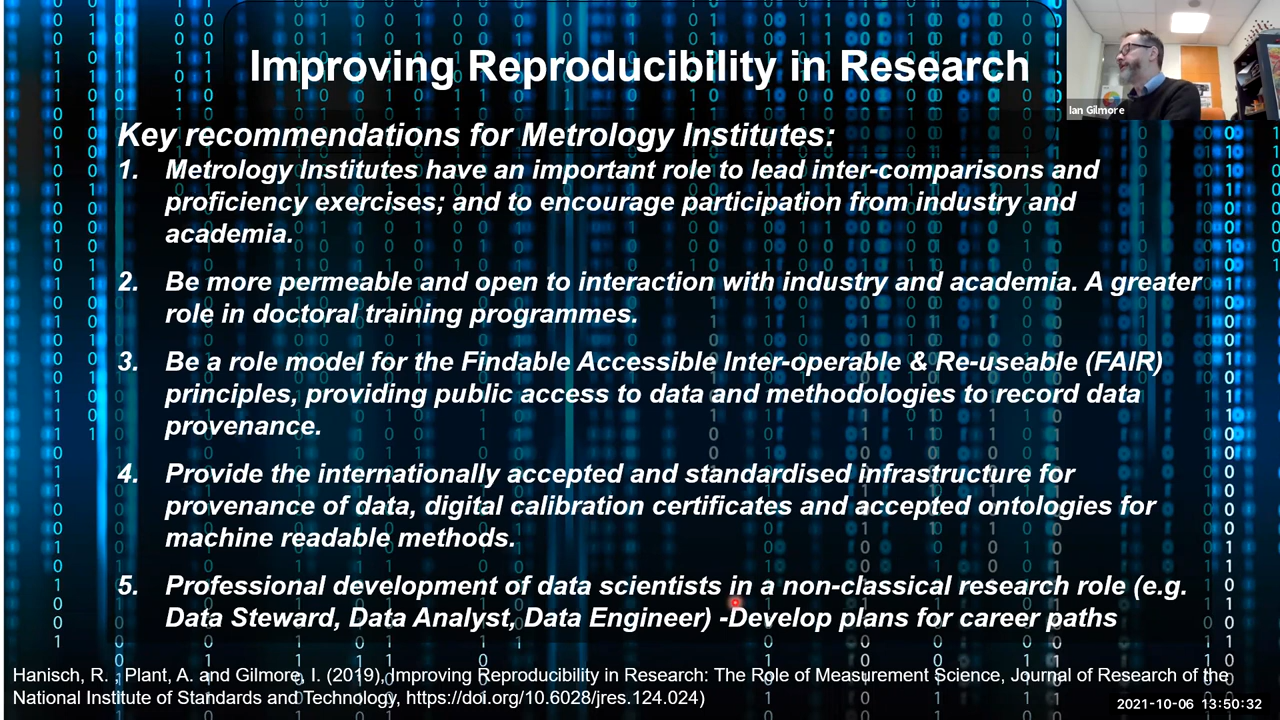 Improving Reproducibility in Research
Ian Gilmore
Key recommendations for Metrology Institutes:
1. Metrology Institutes have an important role to lead inter-comparisons and
proficiency exercises; and to encourage participation from industry and
academia.
2. Be more permeable and open to interaction with industry and academia. A greater
role in doctoral training programmes.
3. Be a role model for the Findable Accessible Inter-operable & Re-useable (FAIR)
principles, providing public access to data and methodologies to record data
provenance.
4. Provide the internationally accepted and standardised infrastructure for
provenance of data, digital calibration certificates and accepted ontologies for
machine readable methods.
5. Professional development of data scientists in a non-classical research role (e.g.
Data Steward, Data Analyst, Data Engineer) -Develop plans for career paths
Hanisch, R. , Plant, A. and Gilmore, I. (2019), Improving Reproducibility in Research: The Role of Measurement Science, Journal of Research of the
National Institute of Standards and Technology, https://doi.org/10.6028/jres.124.024)
2021-10-06 13:50:32